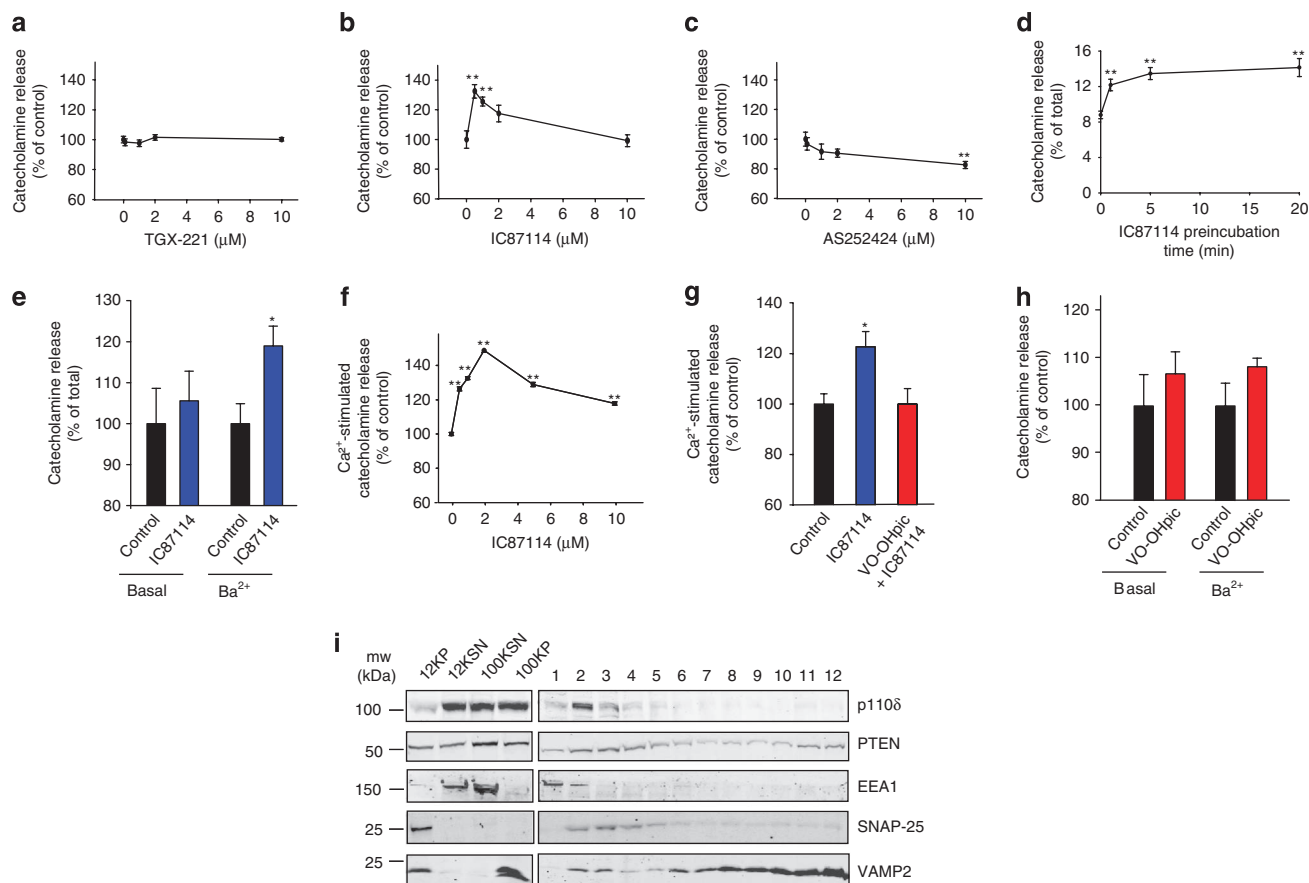 a
Catecholamine release
(% of control)
140
120
100
80
60
0 2 4 6 8 10
TGX-221 (μM)
b
Catecholamine release
(% of control)
140
120
100
80
60
**
**
0 2 4 6 8 10
IC87114 (μM)
c
Catecholamine release
(% of control)
140
120
100
80
60
**
0 2 4 6 8 10
AS252424 (μM)
d
Catecholamine release
(% of total)
16
12
8
4
0
**
**
**
0 5 10 15 20
IC87114 preincubation
time (min)
e
Catecholamine release
(% of total)
130
120
110
100
90
80
*
Control
IC87114
Control
IC87114
Basal
Ba²⁺
f
Ca²⁺-stimulated
catecholamine release
(% of control)
140
120
100
80
60
**
**
**
**
**
0 2 4 6 8 10
IC87114 (μM)
g
Ca²⁺-stimulated
catecholamine release
(% of control)
140
120
100
80
60
*
Control
IC87114
VO-OHpic
+ IC87114
h
Catecholamine release
(% of control)
120
110
100
90
80
Control
VO-OHpic
Control
VO-OHpic
Basal
Ba²⁺
i
mw
(kDa)
12KP
12KSN
100KSN
100KP
1 2 3 4 5 6 7 8 9 10 11 12
100
p110δ
50
PTEN
150
EEA1
25
SNAP-25
25
VAMP2